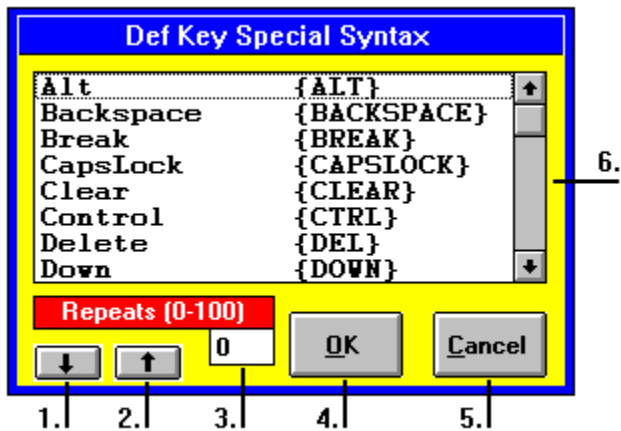 Def Key Special Syntax
Alt {ALT}
Backspace {BACKSPACE}
Break {BREAK}
CapsLock {CAPSLOCK}
Clear {CLEAR}
Control {CTRL}
Delete {DEL}
Down {DOWN}
6.
Repeats (0-100)
0
OK
Cancel
1. 2. 3. 4. 5.